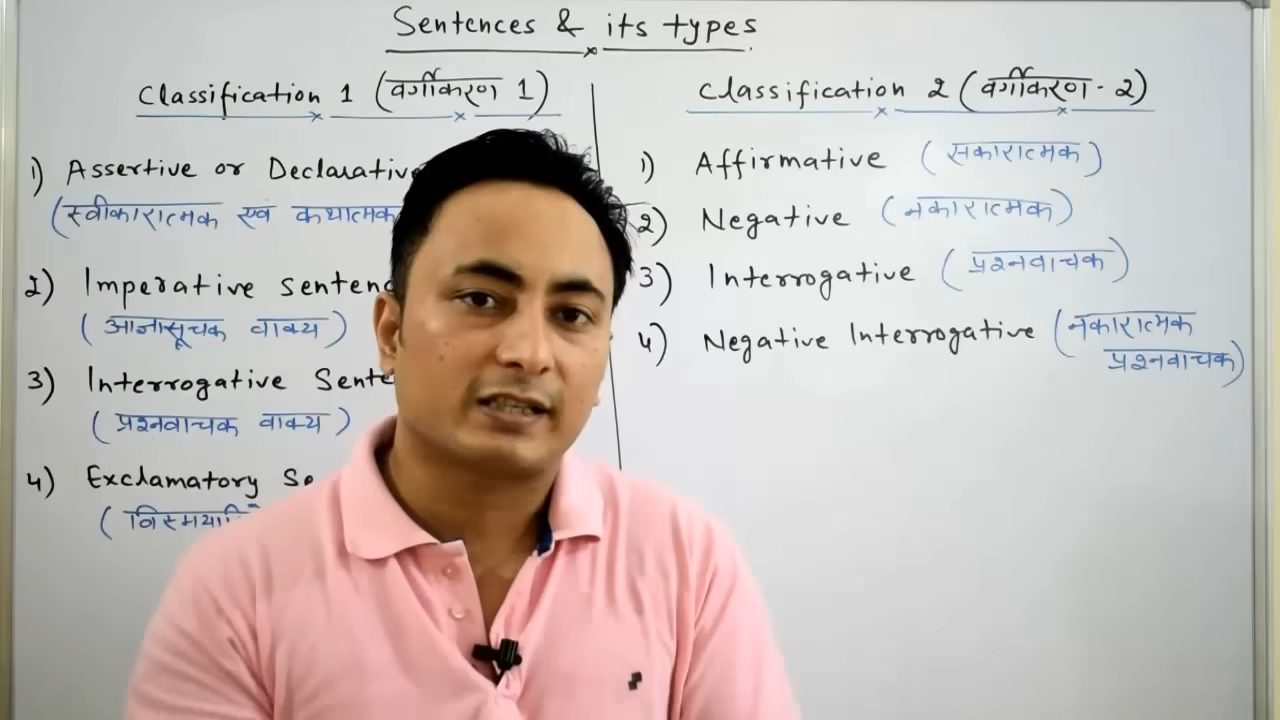 Sentences & its types
Classification 1 (वर्गीकरण 1)
1) Assertive or Declarative
(स्वीकारात्मक एवं कथात्मक
2) Imperative sentenc
(आज्ञासूचक वाक्य)
3) Interrogative Sente
(प्रश्नवाचक वाक्य)
4) Exclamatory Se
(विस्मयादि
Classification 2 (वर्गीकरण - 2)
1) Affirmative (सकारात्मक)
2) Negative (नकारात्मक)
3) Interrogative (प्रश्नवाचक)
4) Negative Interrogative (नकारात्मक
प्रश्नवाचक)